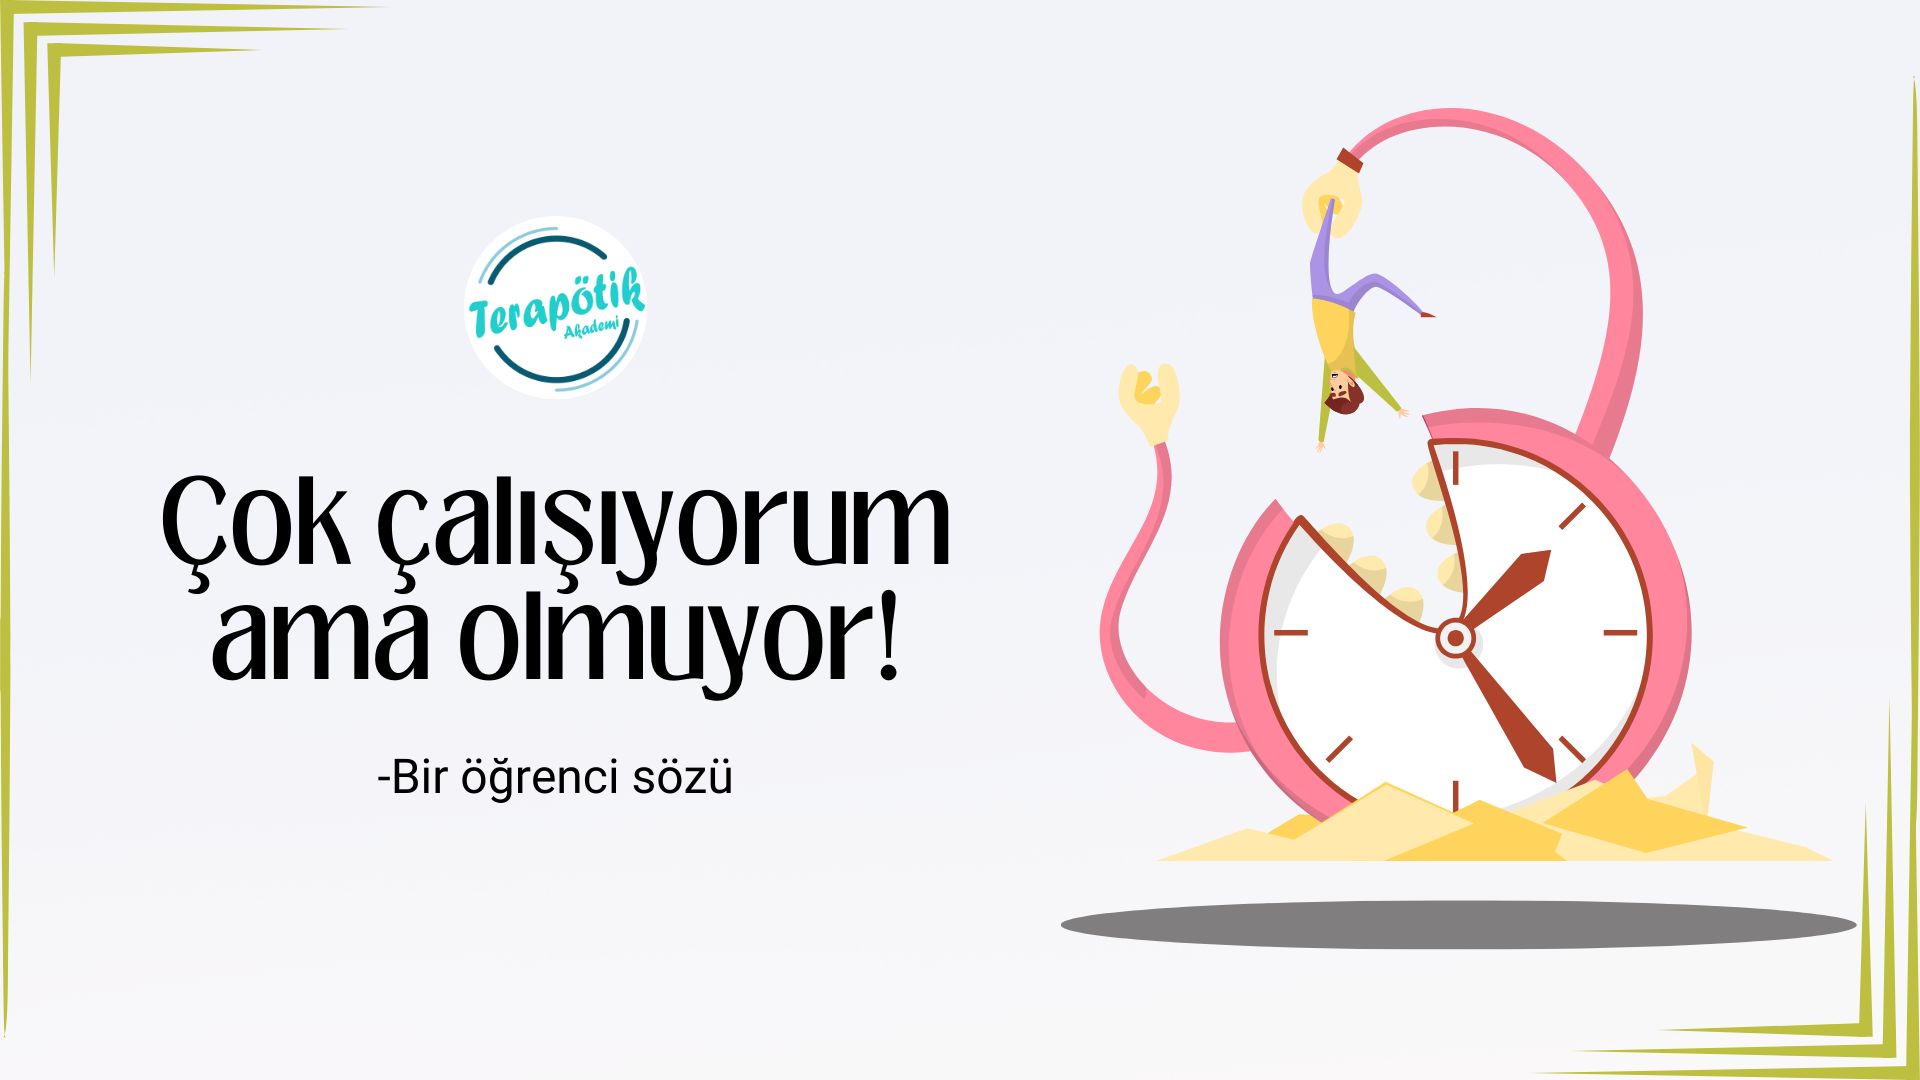 Terapötik
Akademi
Çok çalışıyorum
ama olmuyor!
-Bir öğrenci sözü